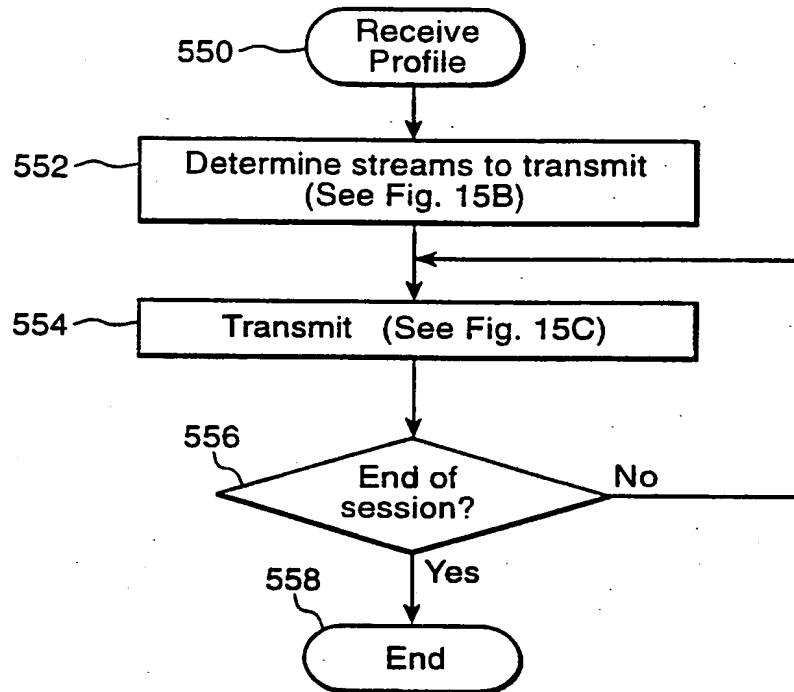 550
Receive
Profile
552
Determine streams to transmit
(See Fig. 15B)
554
Transmit (See Fig. 15C)
556
End of
session?
No
Yes
558
End